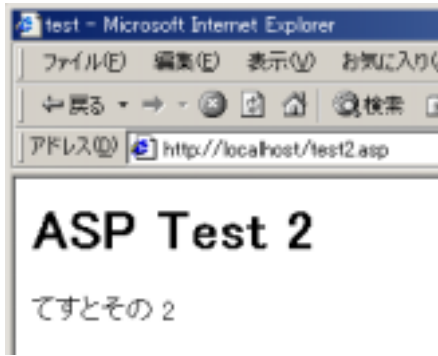 test - Microsoft Internet Explorer
ファイル(F) 編集(E) 表示(V) お気に入り(
戻る 検索
アドレス(D) http://localhost/test2.asp
ASP Test 2
てすとその 2